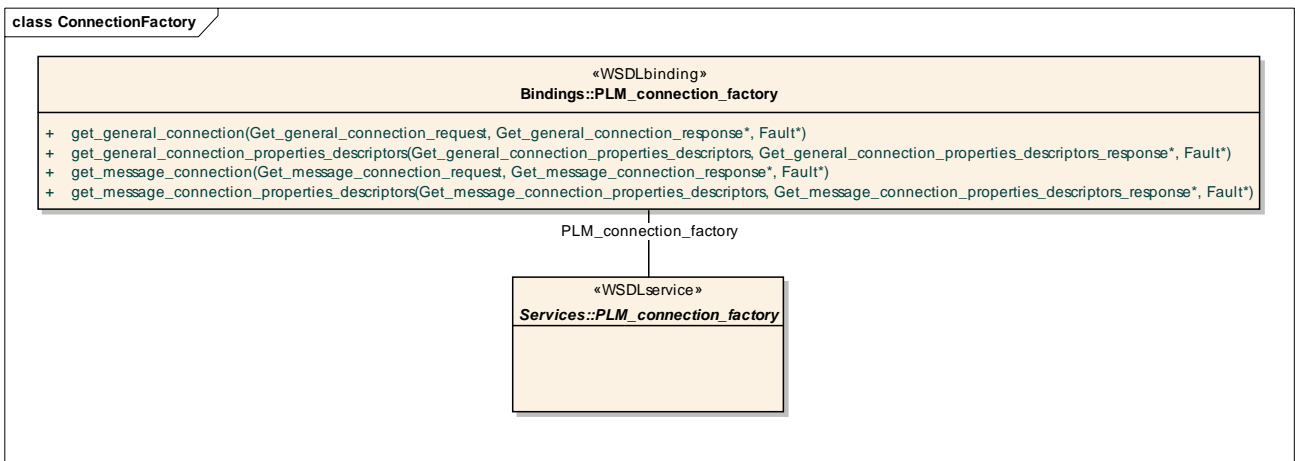 class ConnectionFactory
«WSDLbinding»
Bindings::PLM_connection_factory
+ get_general_connection(Get_general_connection_request, Get_general_connection_response*, Fault*)
+ get_general_connection_properties_descriptors(Get_general_connection_properties_descriptors, Get_general_connection_properties_descriptors_response*, Fault*)
+ get_message_connection(Get_message_connection_request, Get_message_connection_response*, Fault*)
+ get_message_connection_properties_descriptors(Get_message_connection_properties_descriptors, Get_message_connection_properties_descriptors_response*, Fault*)
PLM_connection_factory
«WSDLservice»
Services::PLM_connection_factory